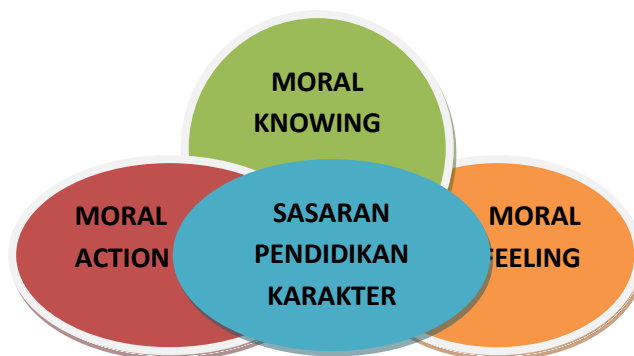 MORAL
KNOWING
MORAL
ACTION
SASARAN
PENDIDIKAN
KARAKTER
MORAL
FEELING